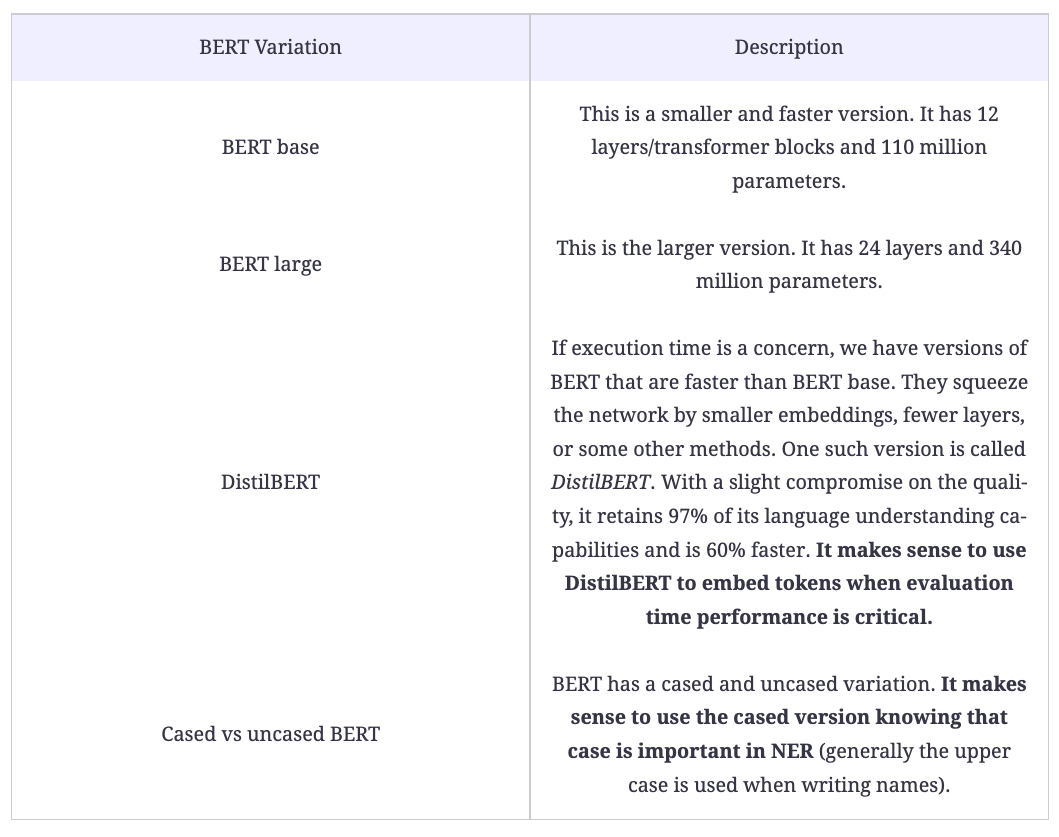 BERT Variation
Description
BERT base
This is a smaller and faster version. It has 12
layers/transformer blocks and 110 million
parameters.
BERT large
This is the larger version. It has 24 layers and 340
million parameters.
DistilBERT
If execution time is a concern, we have versions of
BERT that are faster than BERT base. They squeeze
the network by smaller embeddings, fewer layers,
or some other methods. One such version is called
DistilBERT. With a slight compromise on the quali-
ty, it retains 97% of its language understanding ca-
pabilities and is 60% faster. It makes sense to use
DistilBERT to embed tokens when evaluation
time performance is critical.
Cased vs uncased BERT
BERT has a cased and uncased variation. It makes
sense to use the cased version knowing that
case is important in NER (generally the upper
case is used when writing names).